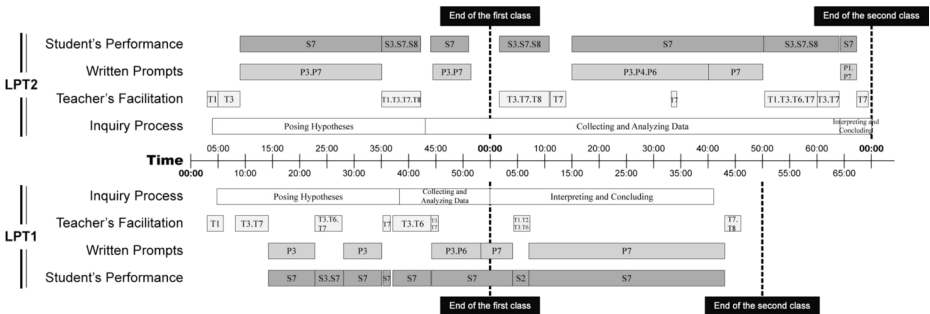 End of the first class End of the second class
Student's Performance S7 S3.S7.S8 S7 S3.S7.S8 S7 S3.S7.S8 S7
Written Prompts P3.P7 P3.P7 P3.P4.P6 P7 P1. P7
LPT2
Teacher's Facilitation T1 T3 T1.T3.T7.T8 T3.T7.T8 T7 T7 T1.T3.T6.T7 T3.T7 T7
Inquiry Process Posing Hypotheses Collecting and Analyzing Data Interpreting and Concluding
05:00 15:00 25:00 35:00 45:00 00:00 10:00 20:00 30:00 40:00 50:00 60:00 00:00
Time
00:00 10:00 20:00 30:00 40:00 50:00 05:00 15:00 25:00 35:00 45:00 55:00 65:00
Inquiry Process Posing Hypotheses Collecting and Analyzing Data Interpreting and Concluding
LPT1
Teacher's Facilitation T1 T3.T7 T3.T6. T7 T7 T3.T6 T7 T1.T2 T3.T6 T7. T8
Written Prompts P3 P3 P3.P6 P7 P7
Student's Performance S7 S3.S7 S7 S7 S7 S7 S2 S7
End of the first class End of the second class